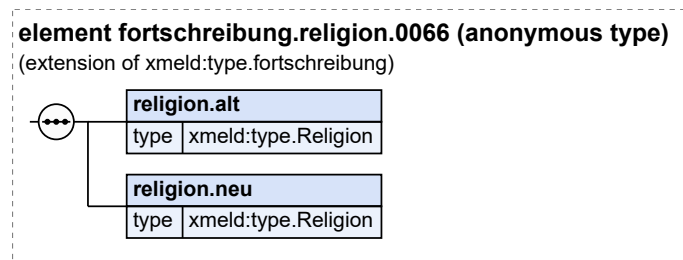 element fortschreibung.religion.0066 (anonymous type)
(extension of xmeld:type.fortschreibung)
religion.alt
type xmeld:type.Religion
religion.neu
type xmeld:type.Religion